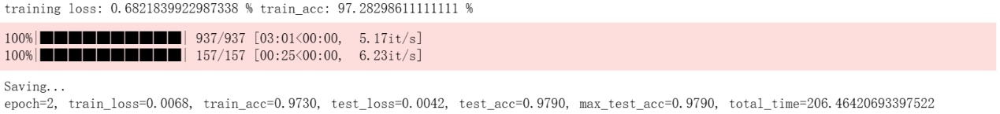 training loss: 0.6821839922987338 % train_acc: 97.28298611111111 %
100%|██████████| 937/937 [03:01<00:00,  5.17it/s]
100%|██████████| 157/157 [00:25<00:00,  6.23it/s]
Saving...
epoch=2, train_loss=0.0068, train_acc=0.9730, test_loss=0.0042, test_acc=0.9790, max_test_acc=0.9790, total_time=206.46420693397522